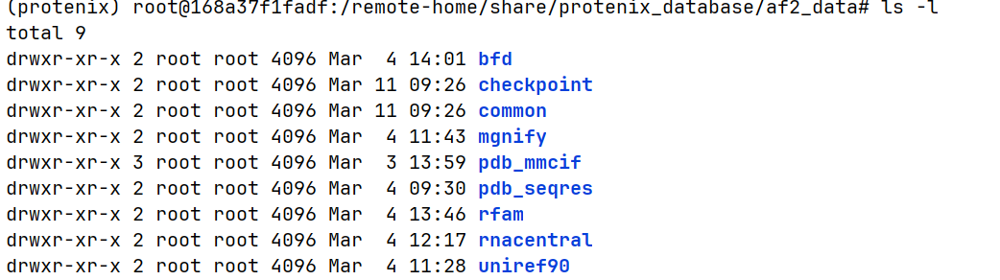 (protenix) root@168a37f1fadf:/remote-home/share/protenix_database/af2_data# ls -l
total 9
drwxr-xr-x 2 root root 4096 Mar  4 14:01 bfd
drwxr-xr-x 2 root root 4096 Mar 11 09:26 checkpoint
drwxr-xr-x 2 root root 4096 Mar 11 09:26 common
drwxr-xr-x 2 root root 4096 Mar  4 11:43 mgnify
drwxr-xr-x 3 root root 4096 Mar  3 13:59 pdb_mmcif
drwxr-xr-x 2 root root 4096 Mar  4 09:30 pdb_seqres
drwxr-xr-x 2 root root 4096 Mar  4 13:46 rfam
drwxr-xr-x 2 root root 4096 Mar  4 12:17 rnacentral
drwxr-xr-x 2 root root 4096 Mar  4 11:28 uniref90